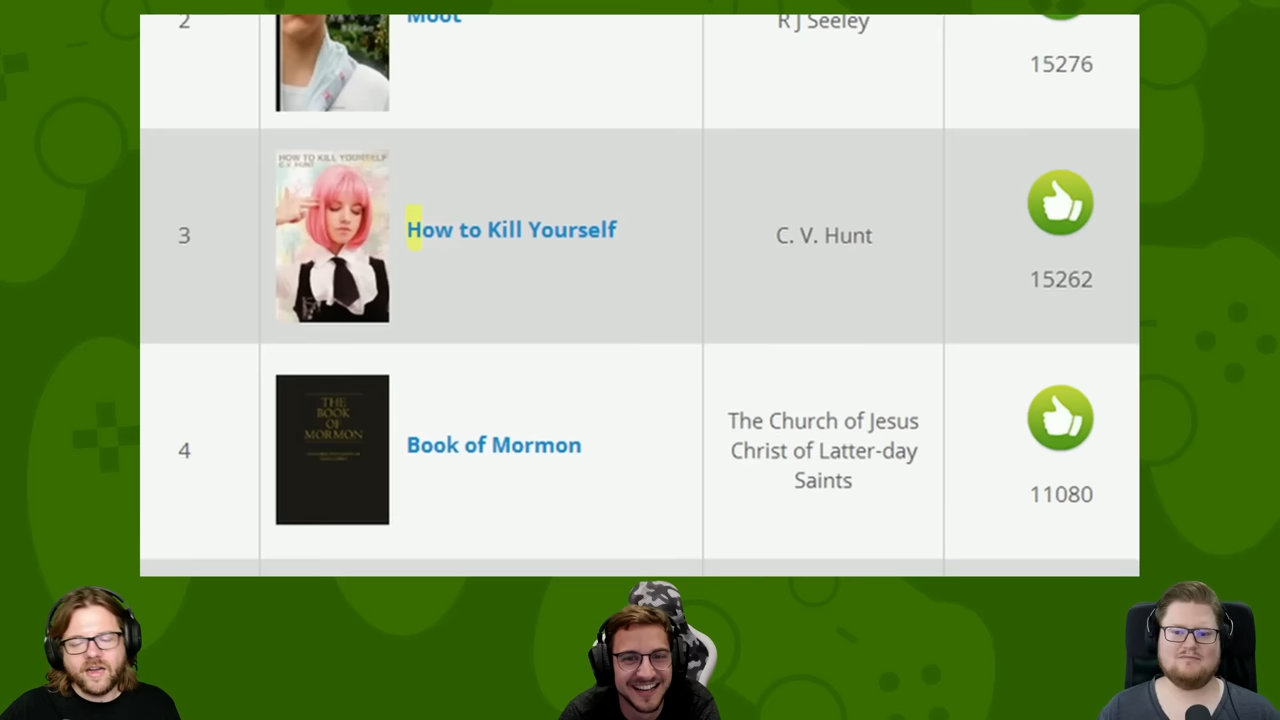 2
Moot
R J Seeley
15276
3
HOW TO KILL YOURSELF
C.V. HUNT
How to Kill Yourself
C. V. Hunt
15262
4
THE
BOOK
OF
MORMON
Book of Mormon
The Church of Jesus
Christ of Latter-day
Saints
11080